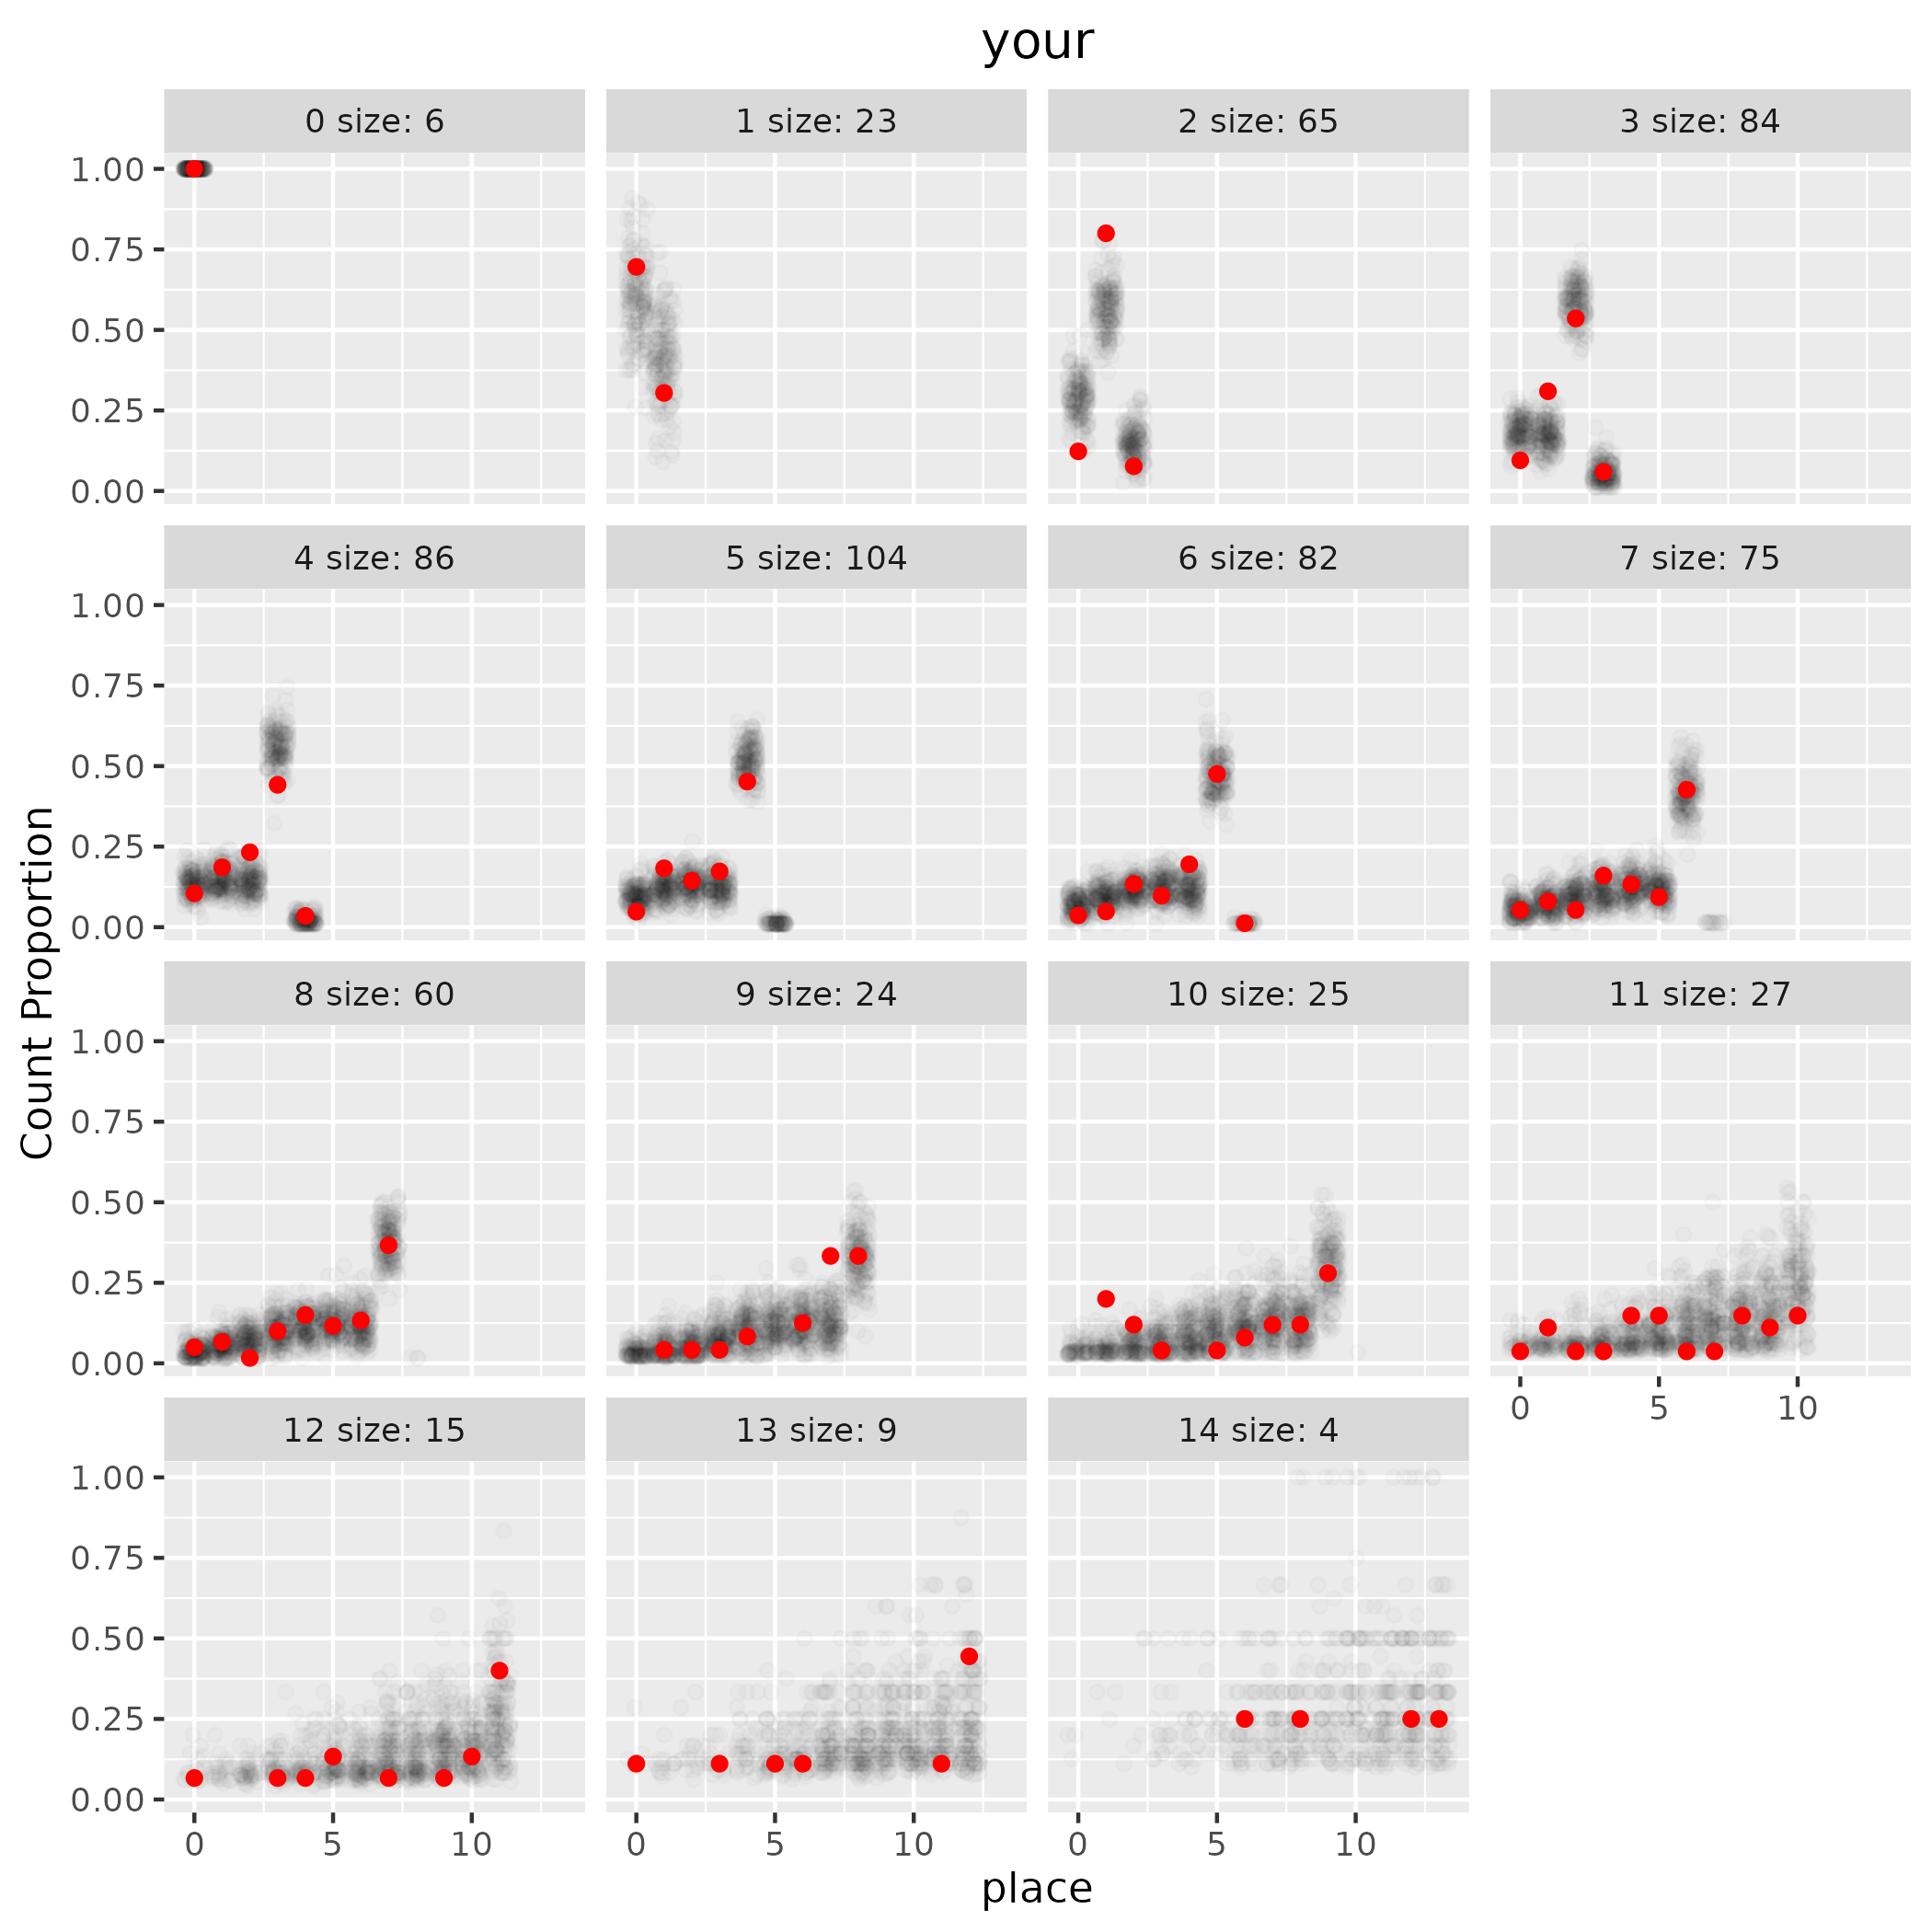 your
0 size: 6
1 size: 23
2 size: 65
3 size: 84
1.00
0.75
0.50
0.25
0.00
4 size: 86
5 size: 104
6 size: 82
7 size: 75
1.00
0.75
0.50
0.25
0.00
Count Proportion
8 size: 60
9 size: 24
10 size: 25
11 size: 27
1.00
0.75
0.50
0.25
0.00
0 5 10
12 size: 15
13 size: 9
14 size: 4
1.00
0.75
0.50
0.25
0.00
0 5 10
0 5 10
0 5 10
place